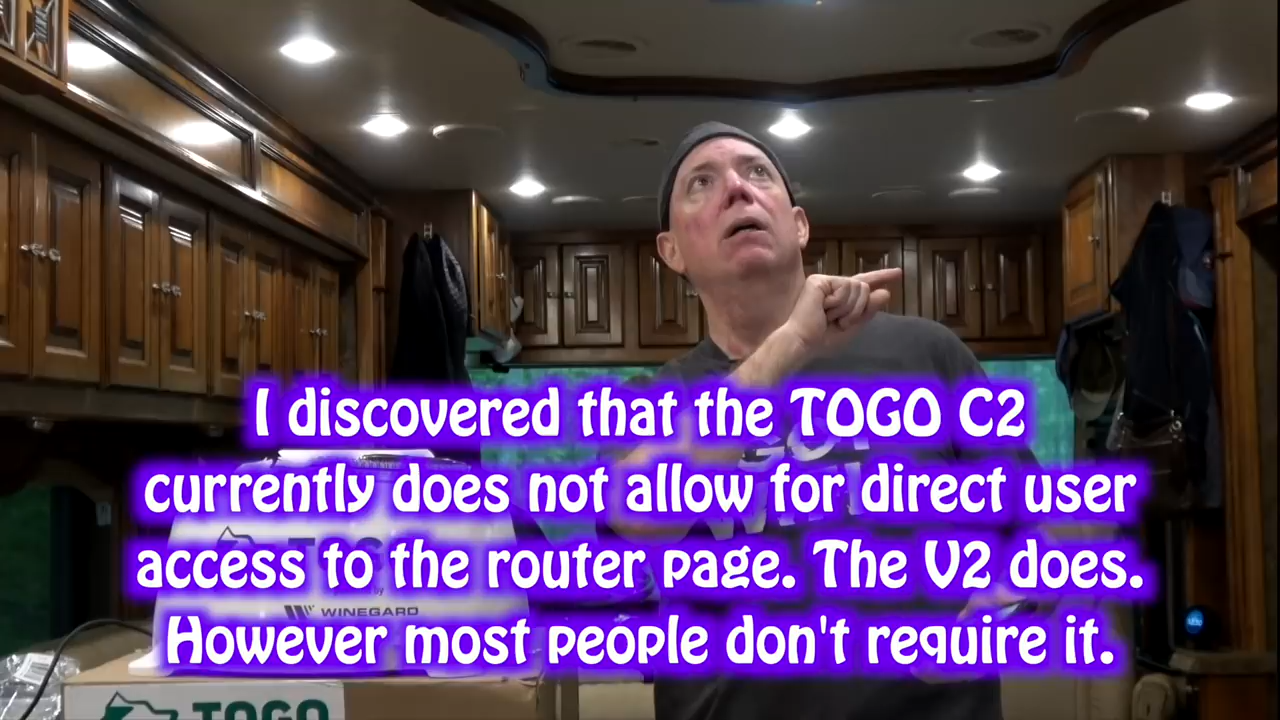 I discovered that the TOGO C2
currently does not allow for direct user
access to the router page. The V2 does.
However most people don't require it.
WINEGARD
TOGO